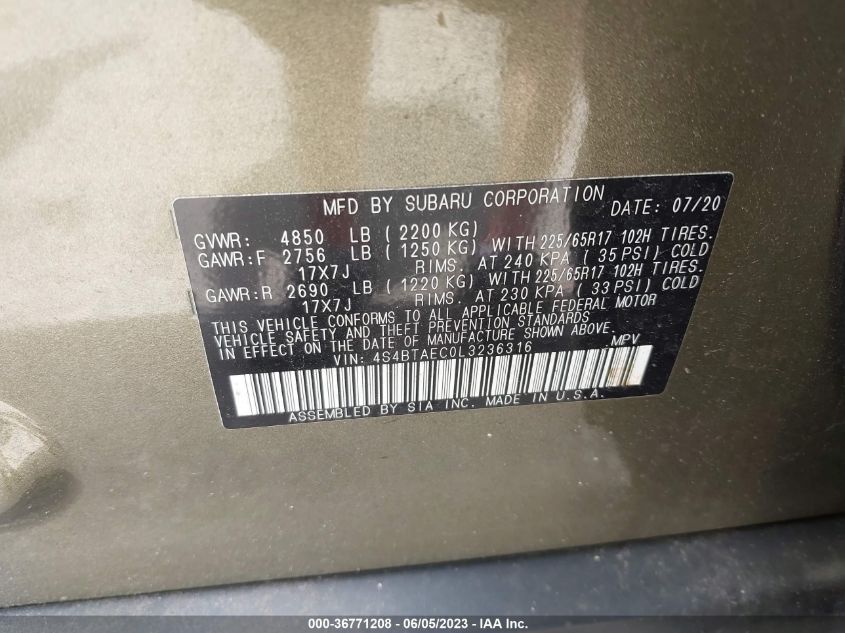 MFD BY SUBARU CORPORATION DATE: 07/20
GVWR: 4850 LB (2200 KG)
GAWR:F 2756 LB (1250 KG) WITH 225/65R17 102H TIRES.
17X7J RIMS. AT 240 KPA (35 PSI) COLD
GAWR:R 2690 LB (1220 KG) WITH 225/65R17 102H TIRES.
17X7J RIMS. AT 230 KPA (33 PSI) COLD
THIS VEHICLE CONFORMS TO ALL APPLICABLE FEDERAL MOTOR
VEHICLE SAFETY AND THEFT PREVENTION STANDARDS
IN EFFECT ON THE DATE OF MANUFACTURE SHOWN ABOVE.
VIN: 4S4BTAEC0L3236316 MPV
ASSEMBLED BY SIA INC. MADE IN U.S.A.
000-36771208 - 06/05/2023 - IAA Inc.